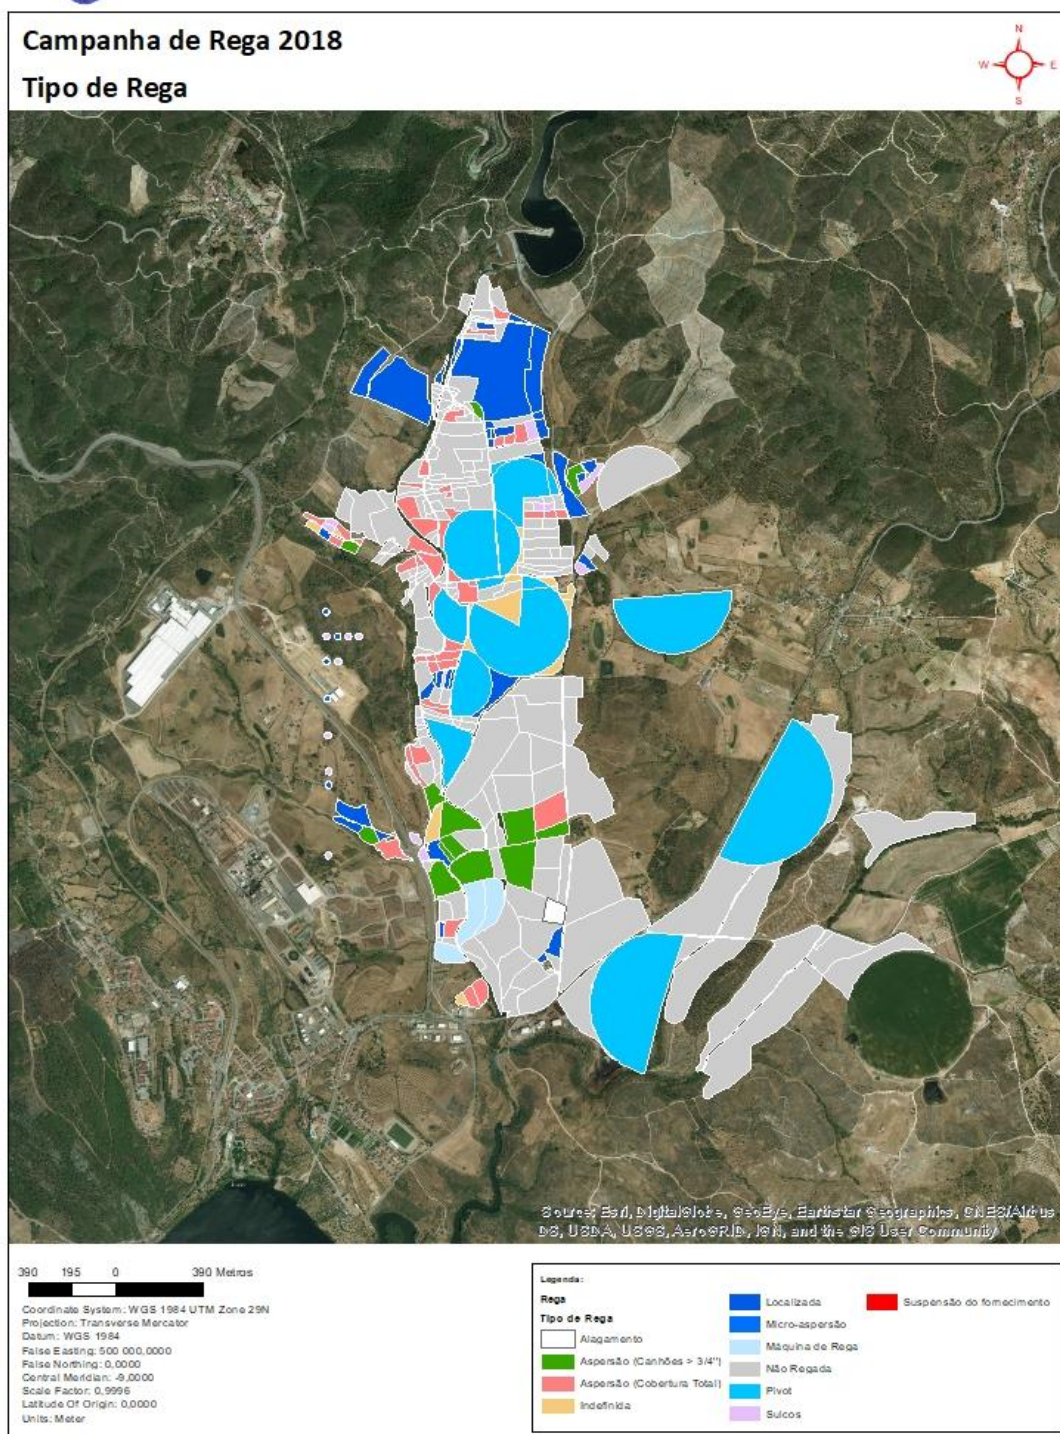 Campanha de Rega 2018
Tipo de Rega
N
W E
S
Source: Esri, DigitalGlobe, GeoEye, Earthstar Geographics, CNES/Airbus
DS, USDA, USGS, AeroGRID, IGN, and the GIS User Community
390 195 0 390 Metros
Coordinate System: WGS 1984 UTM Zone 29N
Projection: Transverse Mercator
Datum: WGS 1984
False Easting: 500 000,0000
False Northing: 0,0000
Central Meridian: -9,0000
Scale Factor: 0,9996
Latitude Of Origin: 0,0000
Units: Meter
Legenda:
Rega
Tipo de Rega
Alagamento
Aspersão (Canhões > 3/4'')
Aspersão (Cobertura Total)
Indefinida
Localizada
Micro-aspersão
Máquina de Rega
Não Regada
Pivot
Sulcos
Suspensão do fornecimento